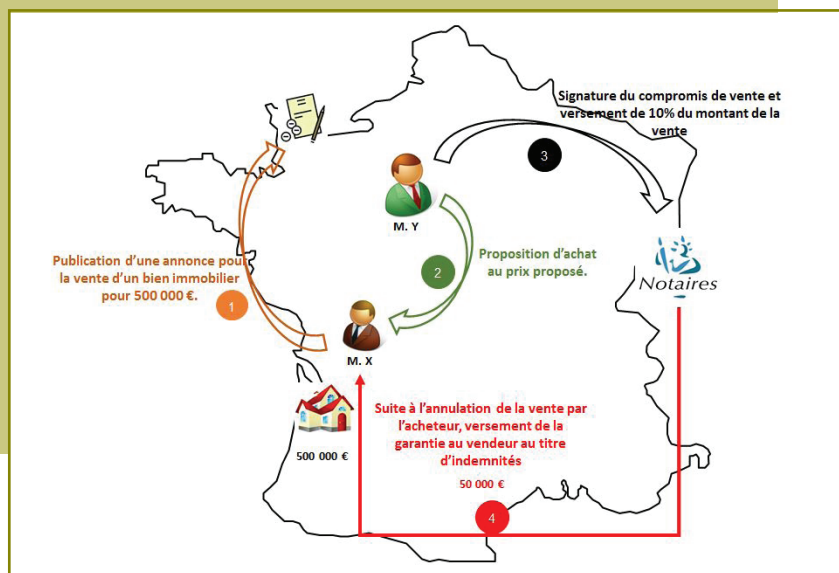 Publication d'une annonce pour
la vente d'un bien immobilier
pour 500 000 €.
1
M. X
500 000 €
M. Y
2
Proposition d'achat
au prix proposé.
Signature du compromis de vente et
versement de 10% du montant de la
vente
3
Notaires
Suite à l'annulation de la vente par
l'acheteur, versement de la
garantie au vendeur au titre
d'indemnités
50 000 €
4